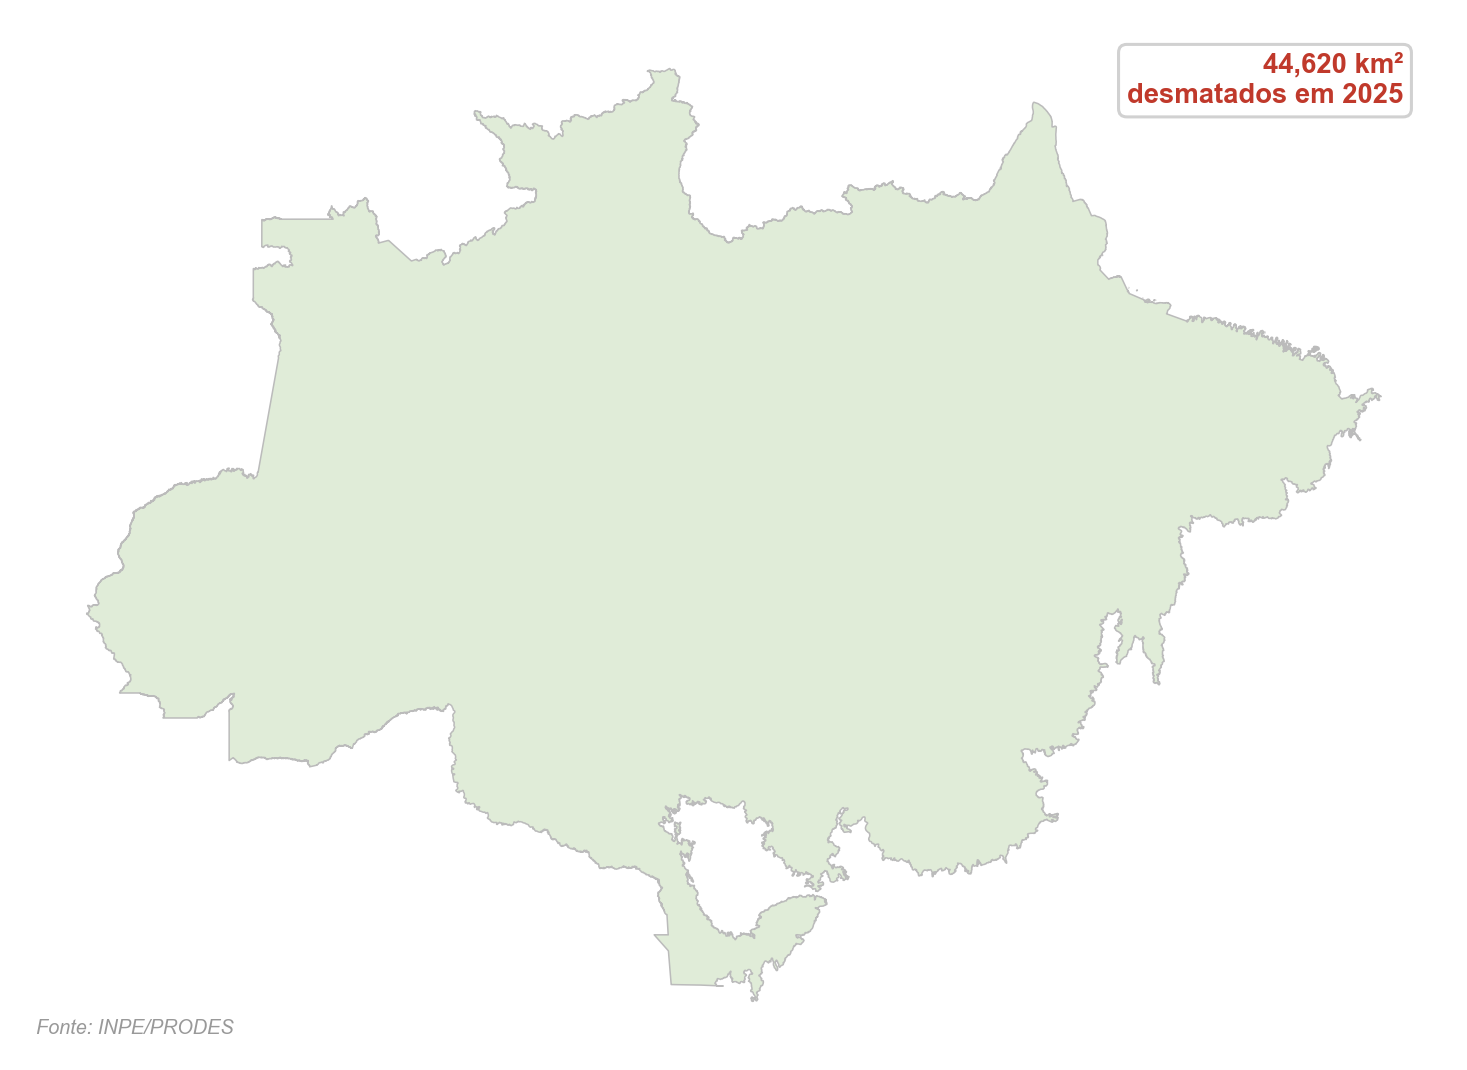 44,620 km²
desmatados em 2025
Fonte: INPE/PRODES